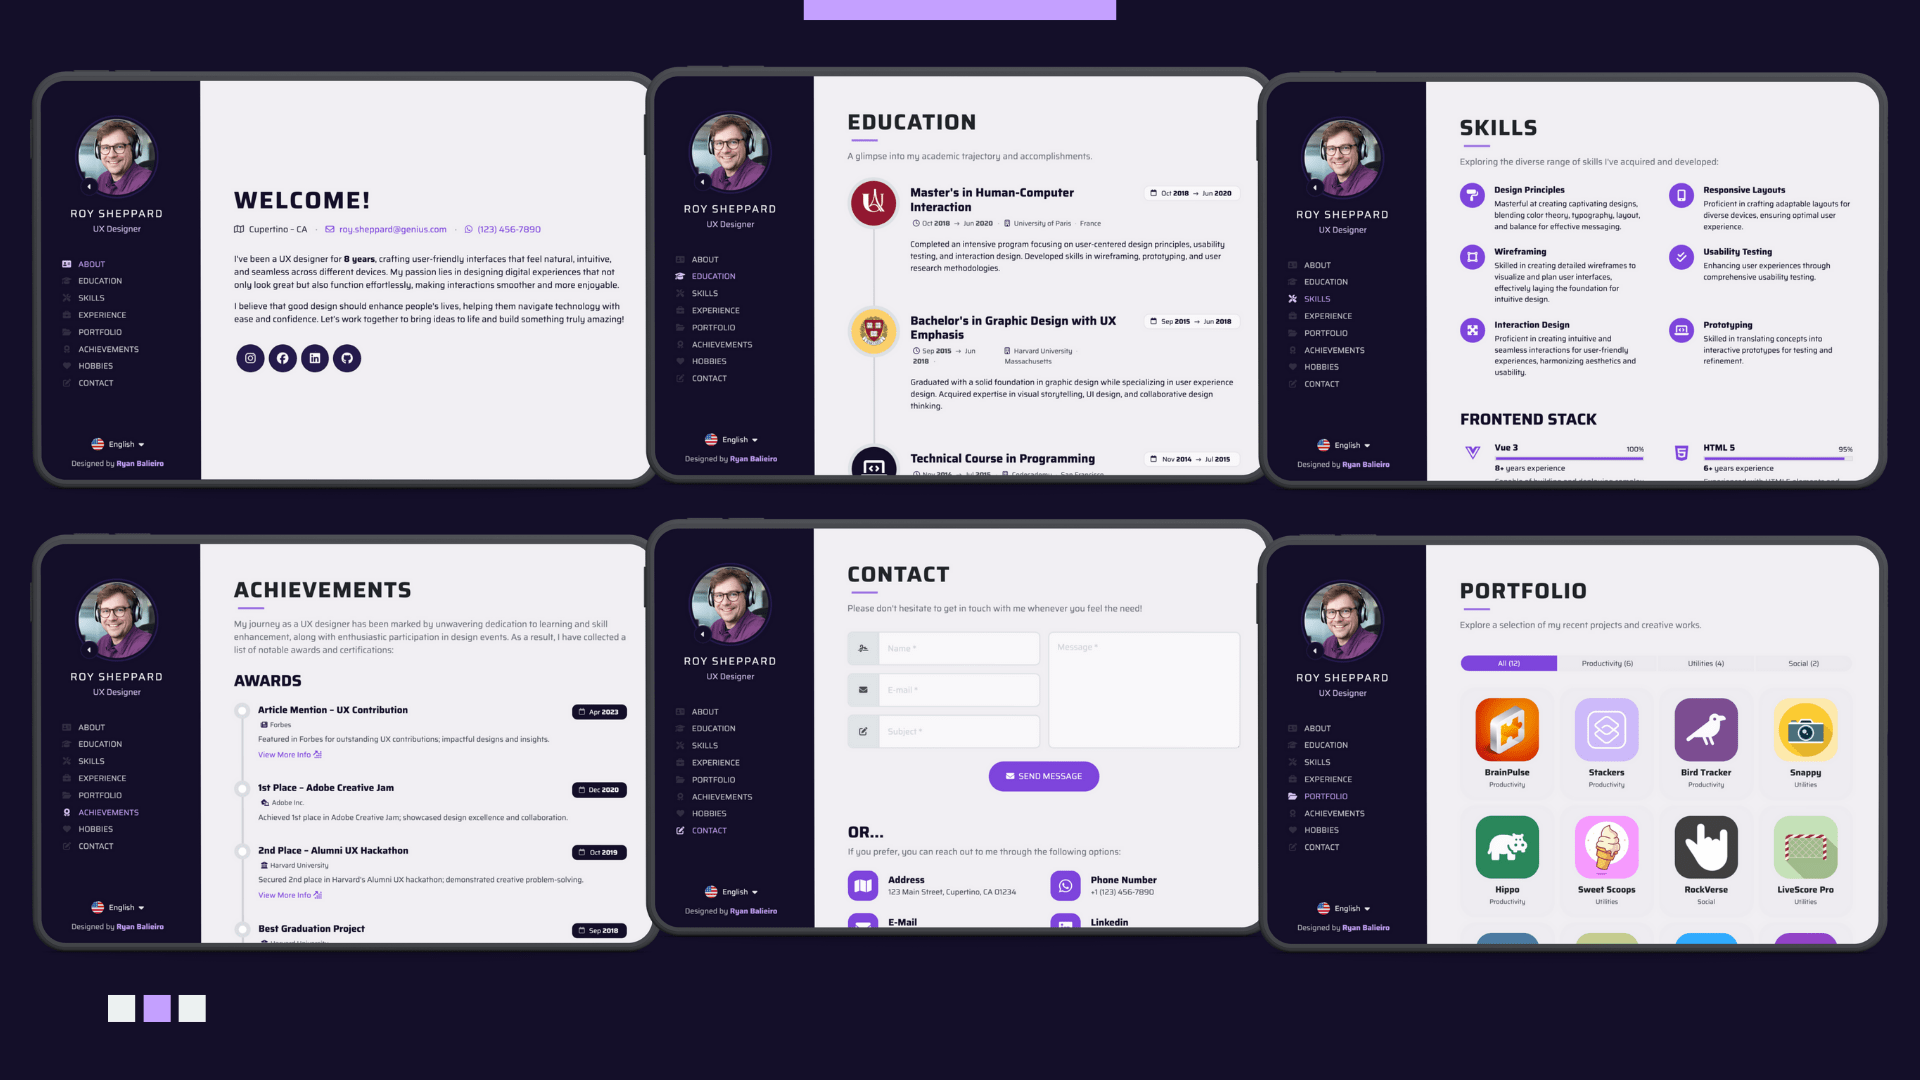 ROY SHEPPARD
UX Designer
ABOUT
EDUCATION
SKILLS
EXPERIENCE
PORTFOLIO
ACHIEVEMENTS
HOBBIES
CONTACT
English
Designed by Ryan Balieiro
WELCOME!
Cupertino – CA · roy.sheppard@genius.com · (123) 456-7890
I've been a UX designer for 8 years, crafting user-friendly interfaces that feel natural, intuitive,
and seamless across different devices. My passion lies in designing digital experiences that not
only look great but also function effortlessly, making interactions smoother and more enjoyable.
I believe that good design should enhance people's lives, helping them navigate technology with
ease and confidence. Let's work together to bring ideas to life and build something truly amazing!
ROY SHEPPARD
UX Designer
ABOUT
EDUCATION
SKILLS
EXPERIENCE
PORTFOLIO
ACHIEVEMENTS
HOBBIES
CONTACT
English
Designed by Ryan Balieiro
EDUCATION
A glimpse into my academic trajectory and accomplishments.
Master's in Human-Computer
Interaction
Oct 2018 → Jun 2020
Oct 2018 → Jun 2020 · University of Paris · France
Completed an intensive program focusing on user-centered design principles, usability
testing, and interaction design. Developed skills in wireframing, prototyping, and user
research methodologies.
Bachelor's in Graphic Design with UX
Emphasis
Sep 2015 → Jun 2018
Sep 2015 → Jun
2018 ·
Harvard University ·
Massachusetts
Graduated with a solid foundation in graphic design while specializing in user experience
design. Acquired expertise in visual storytelling, UI design, and collaborative design
thinking.
Technical Course in Programming
Nov 2014 → Jul 2015
Nov 2014 → Jul 2015 · Codecademy · San Francisco
ROY SHEPPARD
UX Designer
ABOUT
EDUCATION
SKILLS
EXPERIENCE
PORTFOLIO
ACHIEVEMENTS
HOBBIES
CONTACT
English
Designed by Ryan Balieiro
SKILLS
Exploring the diverse range of skills I've acquired and developed:
Design Principles
Masterful at creating captivating designs,
blending color theory, typography, layout,
and balance for effective messaging.
Responsive Layouts
Proficient in crafting adaptable layouts for
diverse devices, ensuring optimal user
experience.
Wireframing
Skilled in creating detailed wireframes to
visualize and plan user interfaces,
effectively laying the foundation for
intuitive design.
Usability Testing
Enhancing user experiences through
comprehensive usability testing.
Interaction Design
Proficient in creating intuitive and
seamless interactions for user-friendly
experiences, harmonizing aesthetics and
usability.
Prototyping
Skilled in translating concepts into
interactive prototypes for testing and
refinement.
FRONTEND STACK
Vue 3 100%
8+ years experience
HTML 5 95%
6+ years experience
ROY SHEPPARD
UX Designer
ABOUT
EDUCATION
SKILLS
EXPERIENCE
PORTFOLIO
ACHIEVEMENTS
HOBBIES
CONTACT
English
Designed by Ryan Balieiro
ACHIEVEMENTS
My journey as a UX designer has been marked by unwavering dedication to learning and skill
enhancement, along with enthusiastic participation in design events. As a result, I have collected a
list of notable awards and certifications:
AWARDS
Article Mention – UX Contribution
Apr 2023
Forbes
Featured in Forbes for outstanding UX contributions; impactful designs and insights.
View More Info
1st Place – Adobe Creative Jam
Dec 2020
Adobe Inc.
Achieved 1st place in Adobe Creative Jam; showcased design excellence and collaboration.
2nd Place – Alumni UX Hackathon
Oct 2019
Harvard University
Secured 2nd place in Harvard's Alumni UX hackathon; demonstrated creative problem-solving.
View More Info
Best Graduation Project
Sep 2018
ROY SHEPPARD
UX Designer
ABOUT
EDUCATION
SKILLS
EXPERIENCE
PORTFOLIO
ACHIEVEMENTS
HOBBIES
CONTACT
English
Designed by Ryan Balieiro
CONTACT
Please don't hesitate to get in touch with me whenever you feel the need!
Name *
E-mail *
Subject *
Message *
SEND MESSAGE
OR...
If you prefer, you can reach out to me through the following options:
Address
123 Main Street, Cupertino, CA 01234
Phone Number
+1 (123) 456-7890
E-Mail
Linkedin
ROY SHEPPARD
UX Designer
ABOUT
EDUCATION
SKILLS
EXPERIENCE
PORTFOLIO
ACHIEVEMENTS
HOBBIES
CONTACT
English
Designed by Ryan Balieiro
PORTFOLIO
Explore a selection of my recent projects and creative works.
All (12) Productivity (6) Utilities (4) Social (2)
BrainPulse
Productivity
Stackers
Productivity
Bird Tracker
Productivity
Snappy
Utilities
Hippo
Productivity
Sweet Scoops
Utilities
RockVerse
Social
LiveScore Pro
Utilities